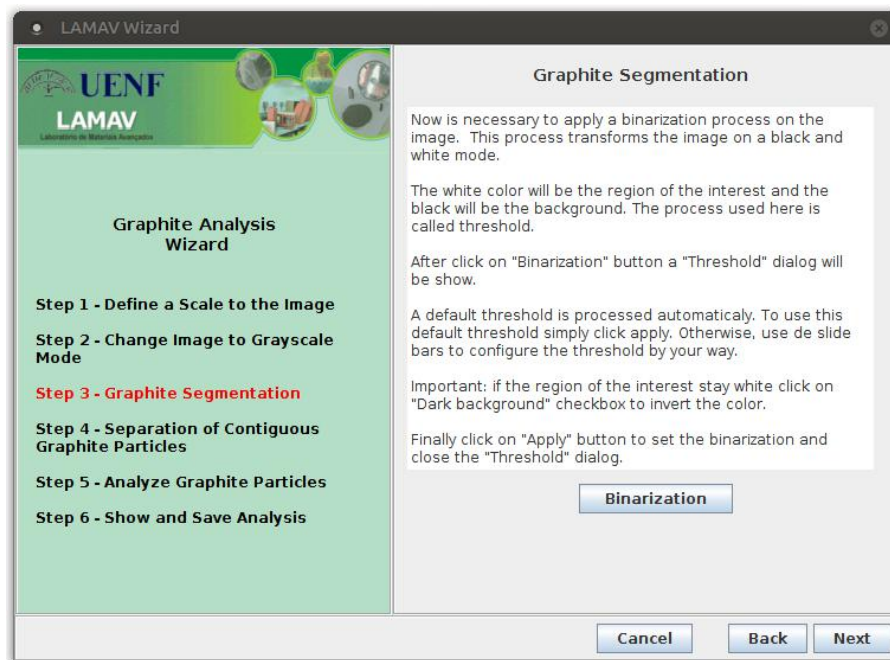 LAMAV Wizard
UENF
LAMAV
Laboratório de Materiais Avançados
Graphite Analysis
Wizard
Step 1 - Define a Scale to the Image
Step 2 - Change Image to Grayscale
Mode
Step 3 - Graphite Segmentation
Step 4 - Separation of Contiguous
Graphite Particles
Step 5 - Analyze Graphite Particles
Step 6 - Show and Save Analysis
Graphite Segmentation
Now is necessary to apply a binarization process on the
image. This process transforms the image on a black and
white mode.
The white color will be the region of the interest and the
black will be the background. The process used here is
called threshold.
After click on "Binarization" button a "Threshold" dialog will
be show.
A default threshold is processed automaticaly. To use this
default threshold simply click apply. Otherwise, use de slide
bars to configure the threshold by your way.
Important: if the region of the interest stay white click on
"Dark background" checkbox to invert the color.
Finally click on "Apply" button to set the binarization and
close the "Threshold" dialog.
Binarization
Cancel
Back
Next